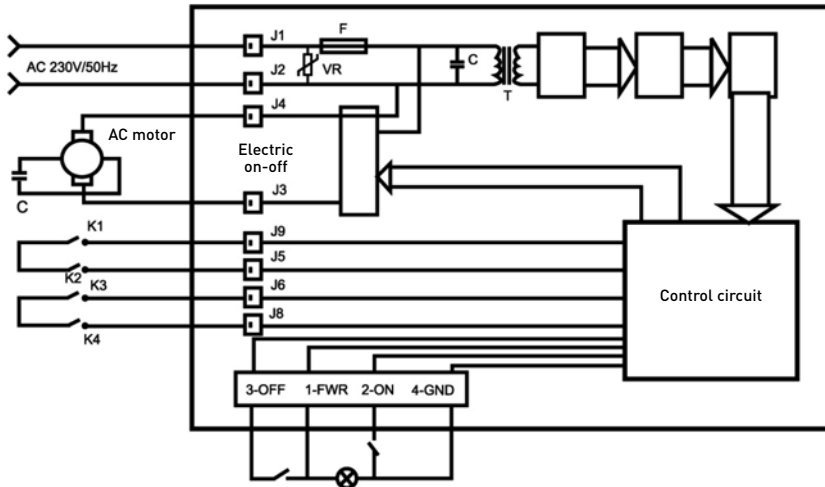 J1
F
AC 230V/50Hz
J2
VR
C
T
J4
AC motor
Electric
on-off
C
J3
K1
J9
K2
J5
K3
J6
Control circuit
K4
J8
3-OFF 1-FWR 2-ON 4-GND